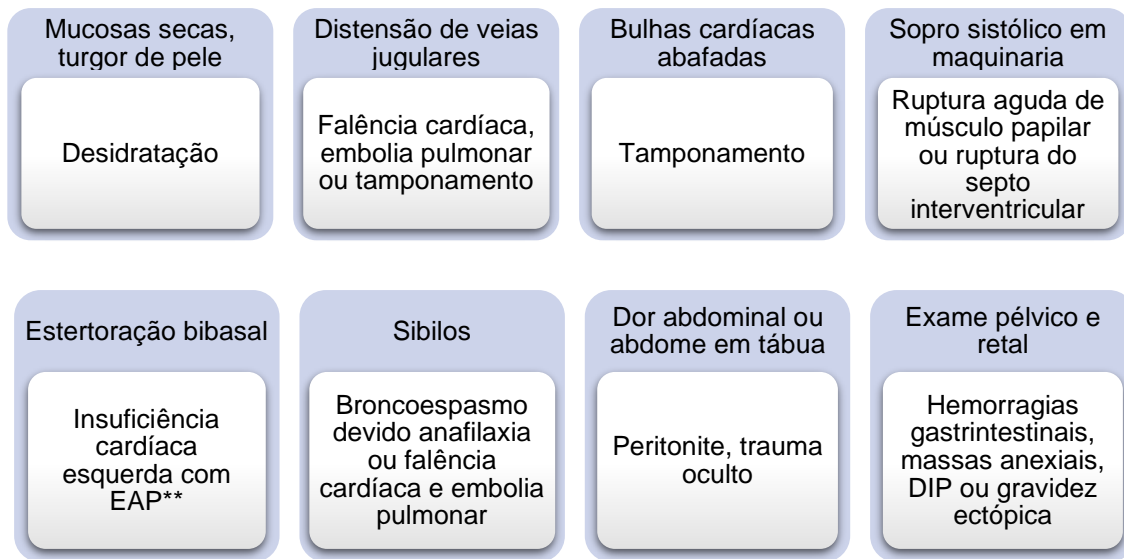 Mucosas secas,
turgor de pele
Desidratação
Distensão de veias
jugulares
Falência cardíaca,
embolia pulmonar
ou tamponamento
Bulhas cardíacas
abafadas
Tamponamento
Sopro sistólico em
maquinaria
Ruptura aguda de
músculo papilar
ou ruptura do
septo
interventricular
Estertoração bibasal
Insuficiência
cardíaca
esquerda com
EAP**
Sibilos
Broncoespasmo
devido anafilaxia
ou falência
cardíaca e embolia
pulmonar
Dor abdominal ou
abdome em tábua
Peritonite, trauma
oculto
Exame pélvico e
retal
Hemorragias
gastrintestinais,
massas anexiais,
DIP ou gravidez
ectópica